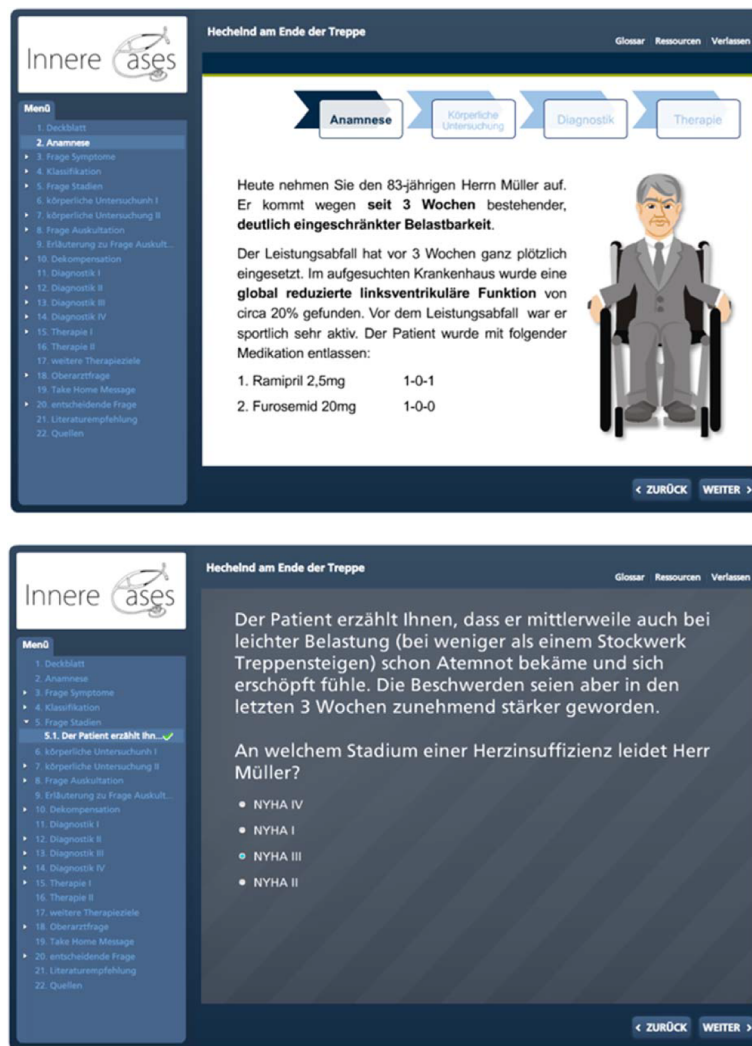 Innere Cases
Menü
1. Deckblatt
2. Anamnese
3. Frage Symptome
4. Klassifikation
5. Frage Stadien
6. körperliche Untersuchunh I
7. körperliche Untersuchung II
8. Frage Auskultation
9. Erläuterung zu Frage Auskult...
10. Dekompensation
11. Diagnostik I
12. Diagnostik II
13. Diagnostik III
14. Diagnostik IV
15. Therapie I
16. Therapie II
17. weitere Therapieziele
18. Oberarztfrage
19. Take Home Message
20. entscheidende Frage
21. Literaturempfehlung
22. Quellen
Hechelnd am Ende der Treppe
Glossar Ressourcen Verlassen
Anamnese
Körperliche
Untersuchung
Diagnostik
Therapie
Heute nehmen Sie den 83-jährigen Herrn Müller auf.
Er kommt wegen seit 3 Wochen bestehender,
deutlich eingeschränkter Belastbarkeit.
Der Leistungsabfall hat vor 3 Wochen ganz plötzlich
eingesetzt. Im aufgesuchten Krankenhaus wurde eine
global reduzierte linksventrikuläre Funktion von
circa 20% gefunden. Vor dem Leistungsabfall war er
sportlich sehr aktiv. Der Patient wurde mit folgender
Medikation entlassen:
1. Ramipril 2,5mg 1-0-1
2. Furosemid 20mg 1-0-0
< ZURÜCK WEITER >
Innere Cases
Menü
1. Deckblatt
2. Anamnese
3. Frage Symptome
4. Klassifikation
5. Frage Stadien
5.1. Der Patient erzählt Ihn...
6. körperliche Untersuchunh I
7. körperliche Untersuchung II
8. Frage Auskultation
9. Erläuterung zu Frage Auskult...
10. Dekompensation
11. Diagnostik I
12. Diagnostik II
13. Diagnostik III
14. Diagnostik IV
15. Therapie I
16. Therapie II
17. weitere Therapieziele
18. Oberarztfrage
19. Take Home Message
20. entscheidende Frage
21. Literaturempfehlung
22. Quellen
Hechelnd am Ende der Treppe
Glossar Ressourcen Verlassen
Der Patient erzählt Ihnen, dass er mittlerweile auch bei
leichter Belastung (bei weniger als einem Stockwerk
Treppensteigen) schon Atemnot bekäme und sich
erschöpft fühle. Die Beschwerden seien aber in den
letzten 3 Wochen zunehmend stärker geworden.
An welchem Stadium einer Herzinsuffizienz leidet Herr
Müller?
NYHA IV
NYHA I
NYHA III
NYHA II
< ZURÜCK WEITER >